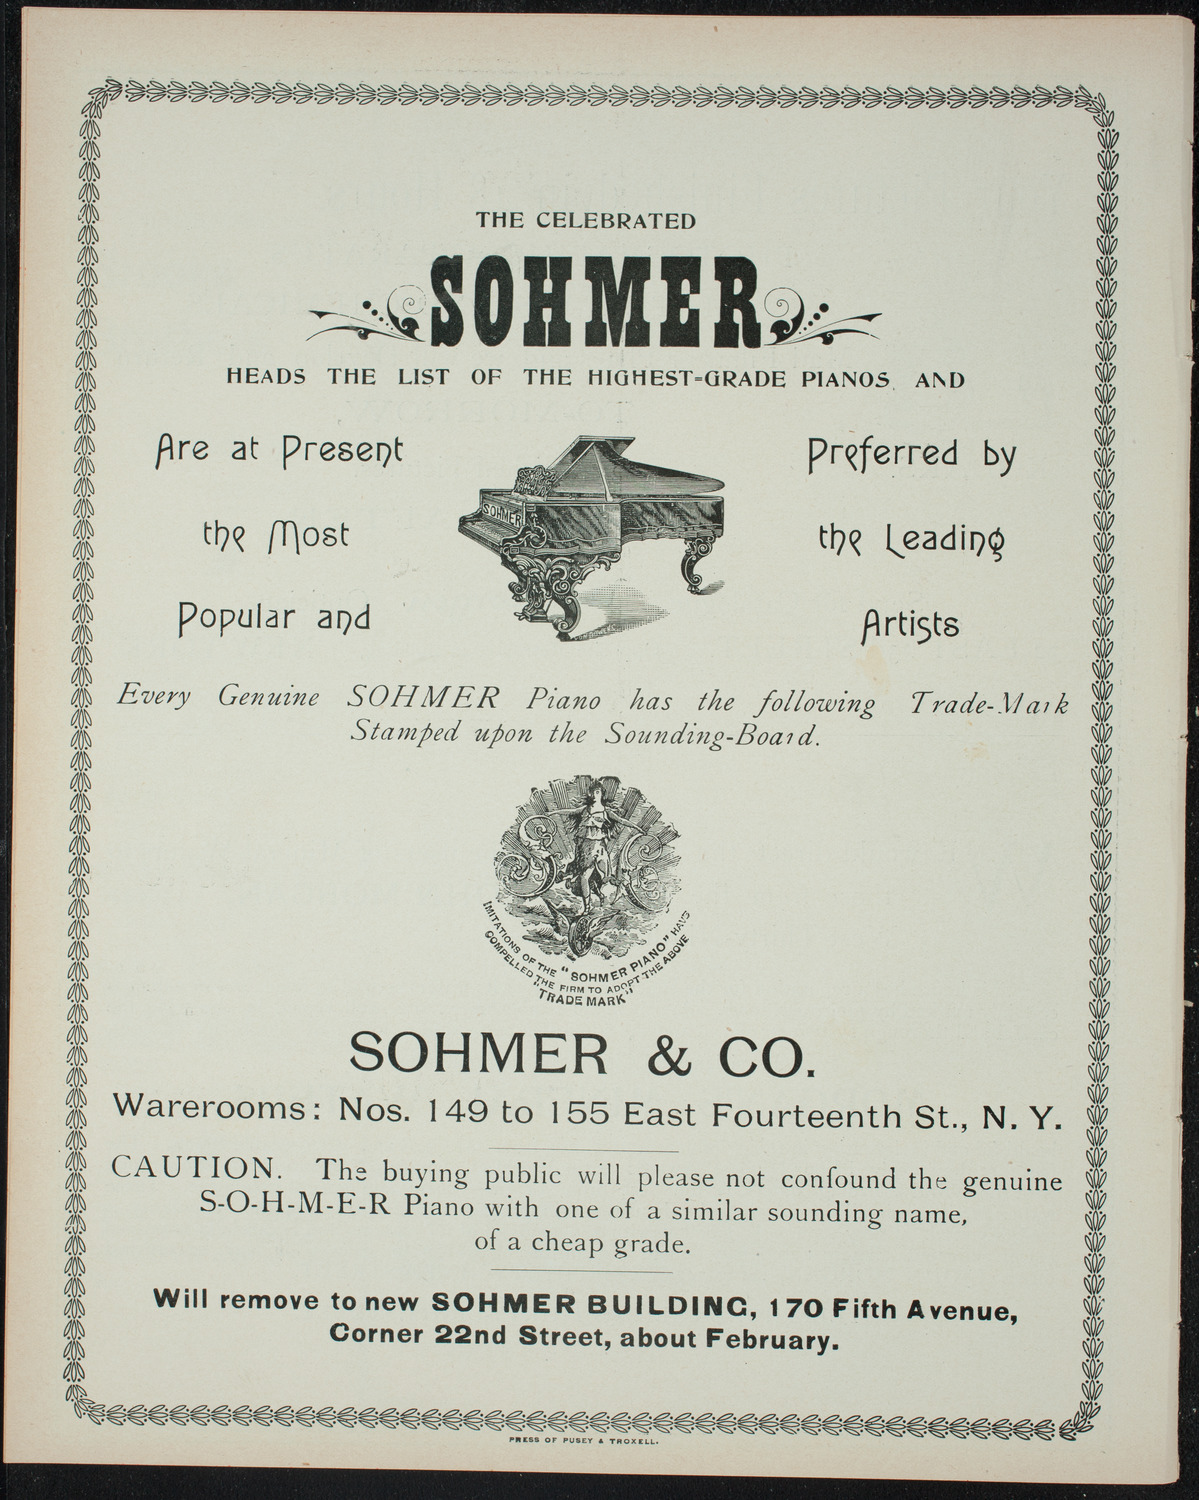 THE CELEBRATED
SOHMER
HEADS THE LIST OF THE HIGHEST=GRADE PIANOS, AND
Are at Present
the Most
Popular and
SOHMER
Preferred by
the Leading
Artists
Every Genuine SOHMER Piano has the following Trade-Mark
Stamped upon the Sounding-Board.
IMITATIONS OF THE "SOHMER PIANO" HAVE
COMPELLED THE FIRM TO ADOPT THE ABOVE
"TRADE MARK"
SOHMER & CO.
Warerooms: Nos. 149 to 155 East Fourteenth St., N. Y.
CAUTION. The buying public will please not confound the genuine
S-O-H-M-E-R Piano with one of a similar sounding name,
of a cheap grade.
Will remove to new SOHMER BUILDING, 170 Fifth Avenue,
Corner 22nd Street, about February.
PRESS OF PUSEY & TROXELL.